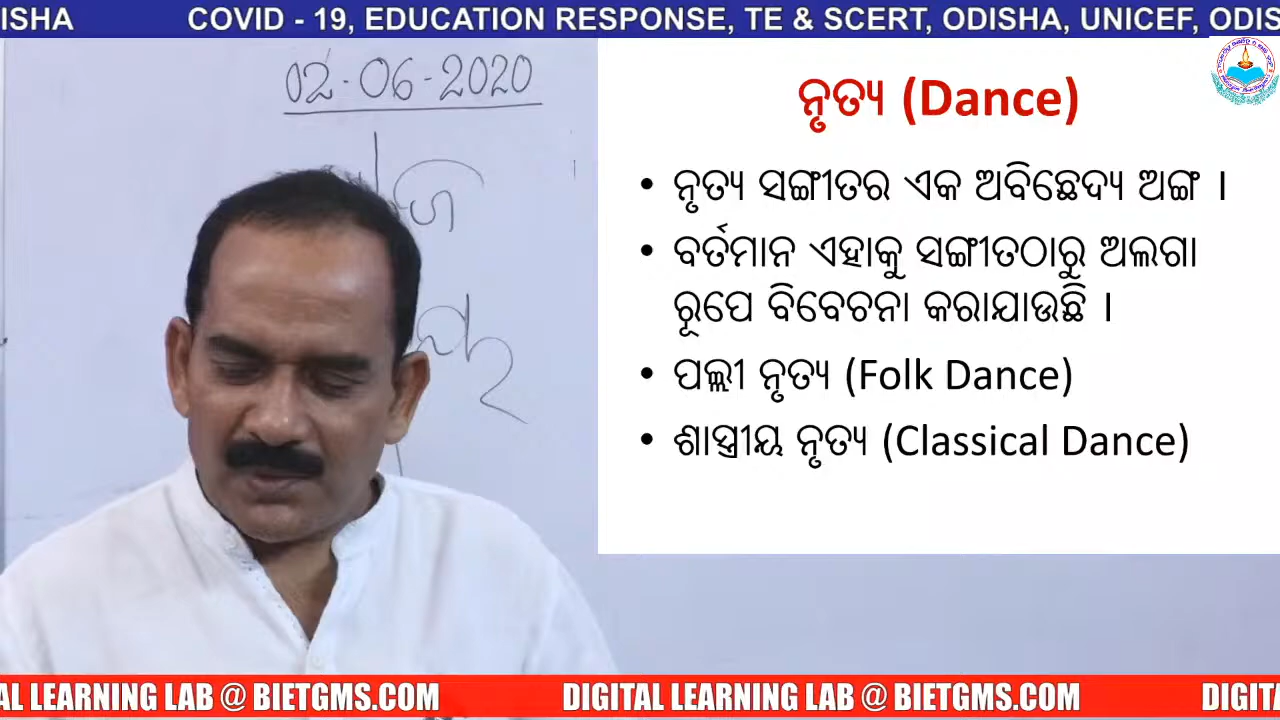 ISHA COVID - 19, EDUCATION RESPONSE, TE & SCERT, ODISHA, UNICEF, ODIS
02-06-2020
ନୃତ୍ୟ (Dance)
• ନୃତ୍ୟ ସଙ୍ଗୀତର ଏକ ଅବିଛେଦ୍ୟ ଅଙ୍ଗ ।
• ବର୍ତମାନ ଏହାକୁ ସଙ୍ଗୀତଠାରୁ ଅଲଗା
ରୂପେ ବିବେଚନା କରାଯାଉଛି ।
• ପଲ୍ଲୀ ନୃତ୍ୟ (Folk Dance)
• ଶାସ୍ତ୍ରୀୟ ନୃତ୍ୟ (Classical Dance)
AL LEARNING LAB @ BIETGMS.COM DIGITAL LEARNING LAB @ BIETGMS.COM DIGITA